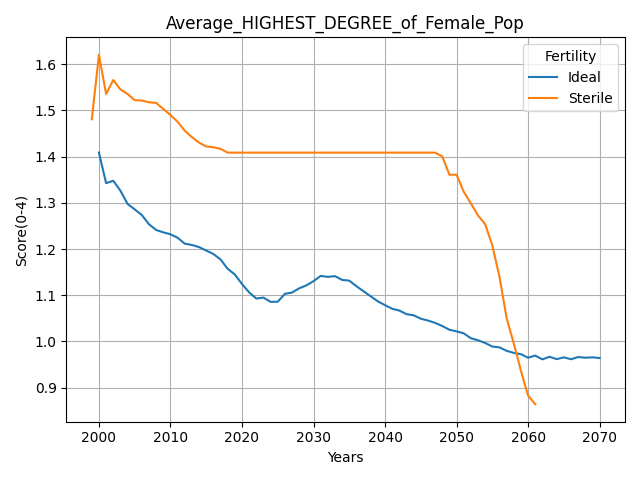 Average_HIGHEST_DEGREE_of_Female_Pop
Fertility
Ideal
Sterile
1.6
1.5
1.4
1.3
1.2
1.1
1.0
0.9
Score(0-4)
2000 2010 2020 2030 2040 2050 2060 2070
Years